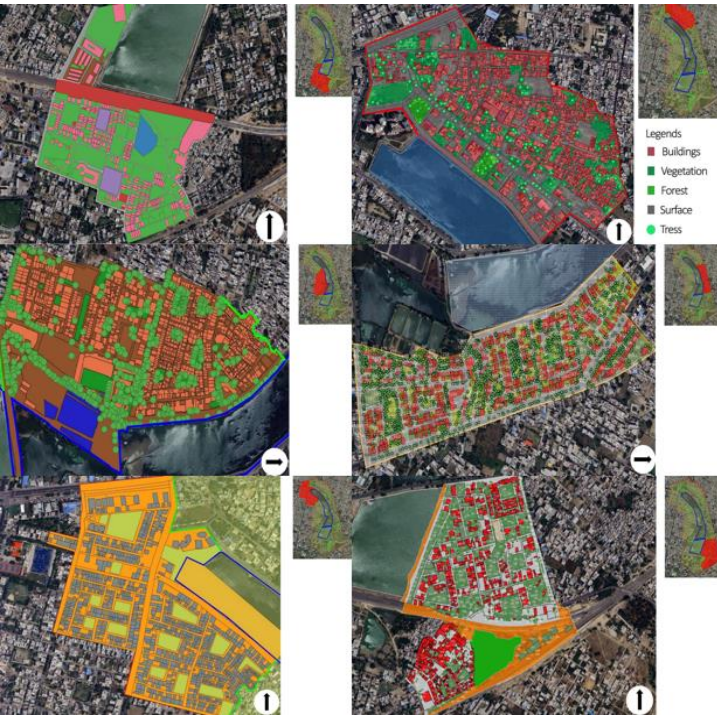 Legends
Buildings
Vegetation
Forest
Surface
Tress